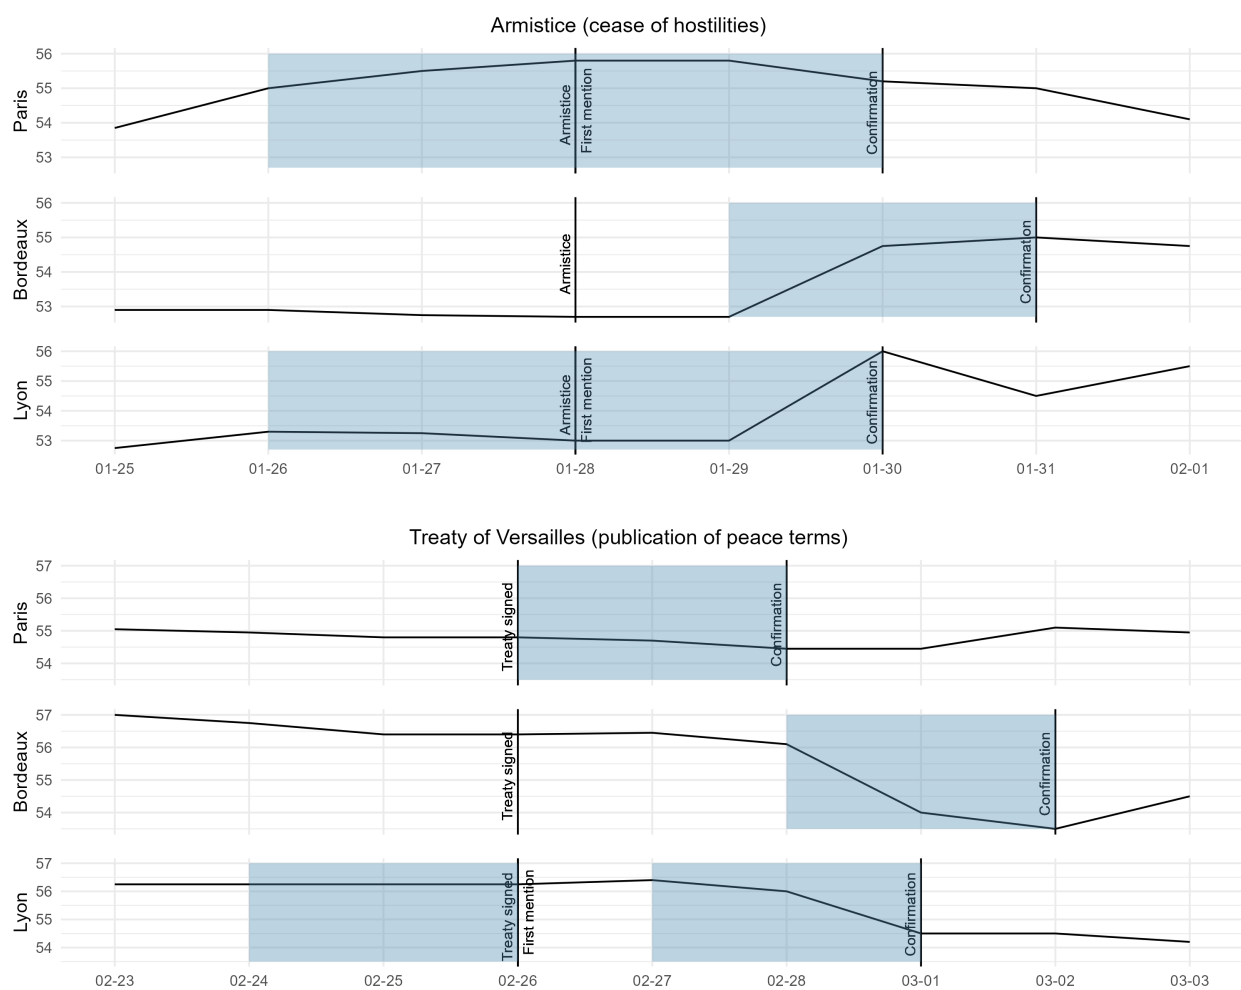 Armistice (cease of hostilities)
Paris
56
55
54
53
Armistice
First mention
Confirmation
Bordeaux
56
55
54
53
Armistice
Confirmation
Lyon
56
55
54
53
Armistice
First mention
Confirmation
01-25 01-26 01-27 01-28 01-29 01-30 01-31 02-01
Treaty of Versailles (publication of peace terms)
Paris
57
56
55
54
Treaty signed
Confirmation
Bordeaux
57
56
55
54
Treaty signed
Confirmation
Lyon
57
56
55
54
Treaty signed
First mention
Confirmation
02-23 02-24 02-25 02-26 02-27 02-28 03-01 03-02 03-03